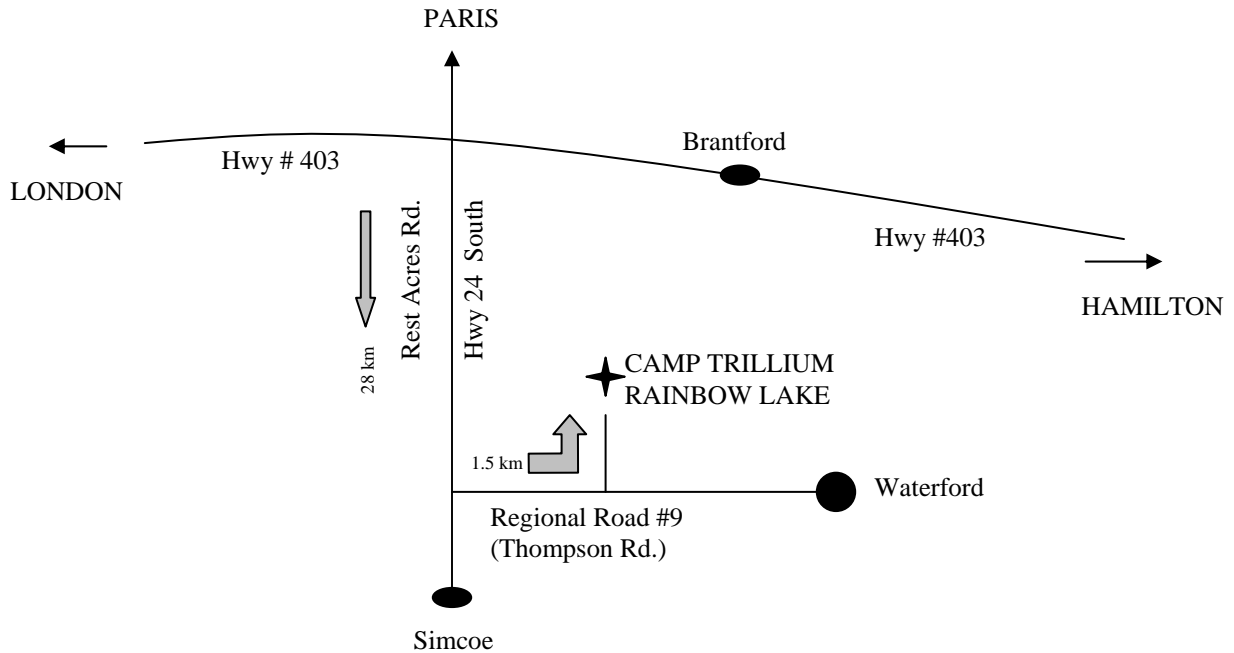 PARIS
Brantford
Hwy # 403
LONDON
Hwy #403
HAMILTON
Rest Acres Rd.
Hwy 24 South
28 km
CAMP TRILLIUM
RAINBOW LAKE
1.5 km
Waterford
Regional Road #9
(Thompson Rd.)
Simcoe